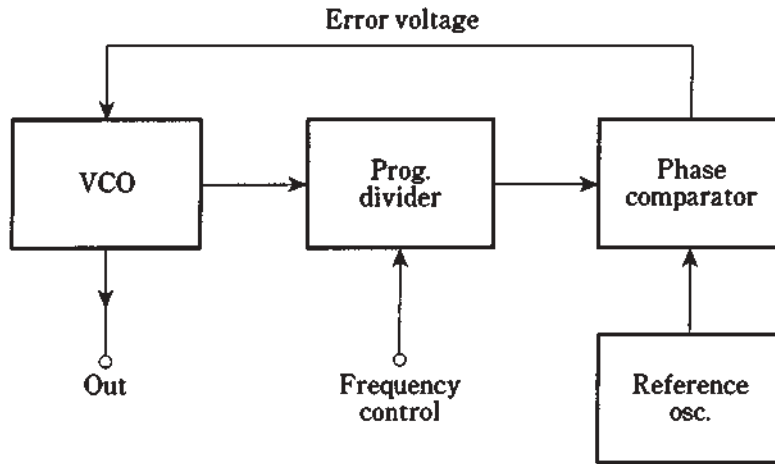 Error voltage
VCO
Prog.
divider
Phase
comparator
Out
Frequency
control
Reference
osc.